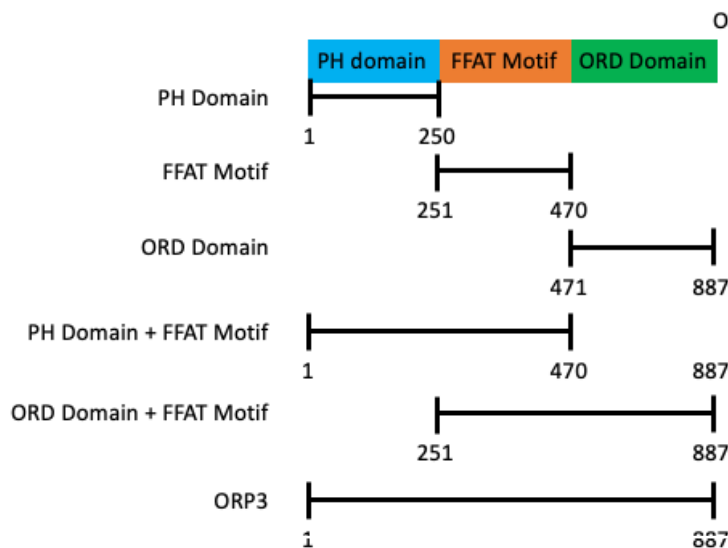 O
PH domain FFAT Motif ORD Domain
PH Domain
1 250
FFAT Motif
251 470
ORD Domain
471 887
PH Domain + FFAT Motif
1 470 887
ORD Domain + FFAT Motif
251 887
ORP3
1 887